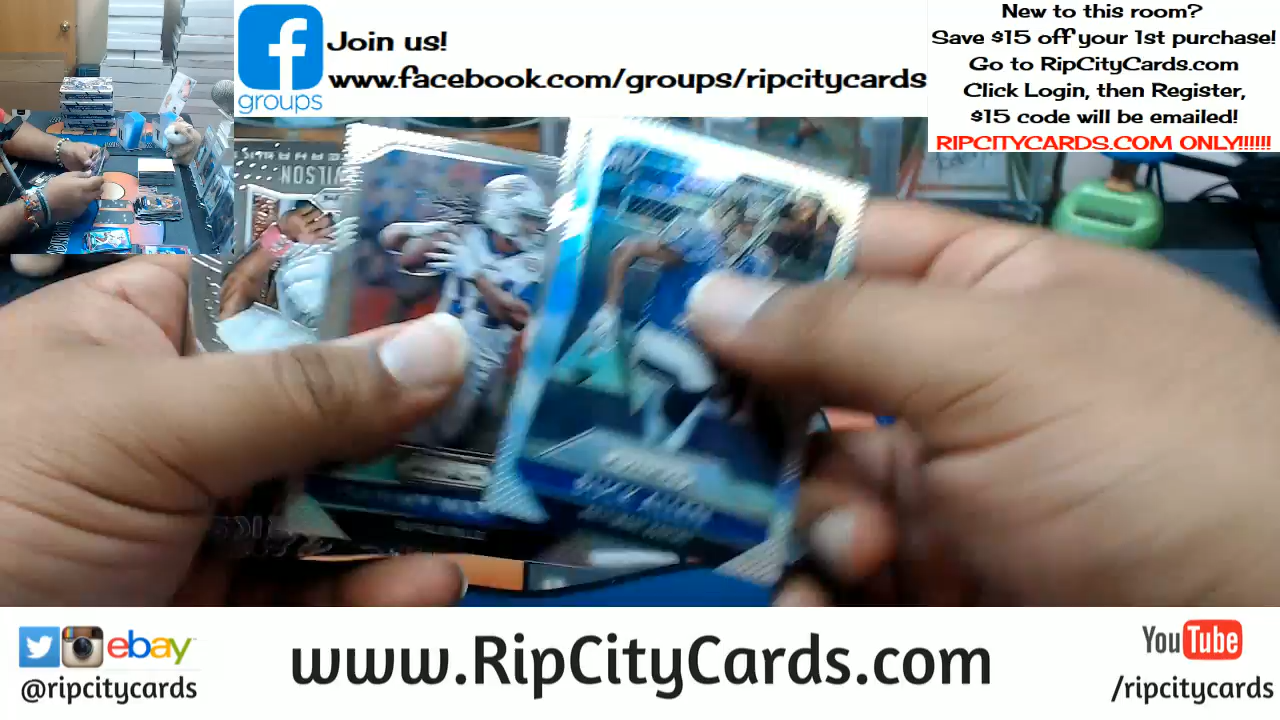 Join us!
www.facebook.com/groups/ripcitycards
groups
New to this room?
Save $15 off your 1st purchase!
Go to RipCityCards.com
Click Login, then Register,
$15 code will be emailed!
RIPCITYCARDS.COM ONLY!!!!!!
ebay
@ripcitycards
www.RipCityCards.com
YouTube
/ripcitycards